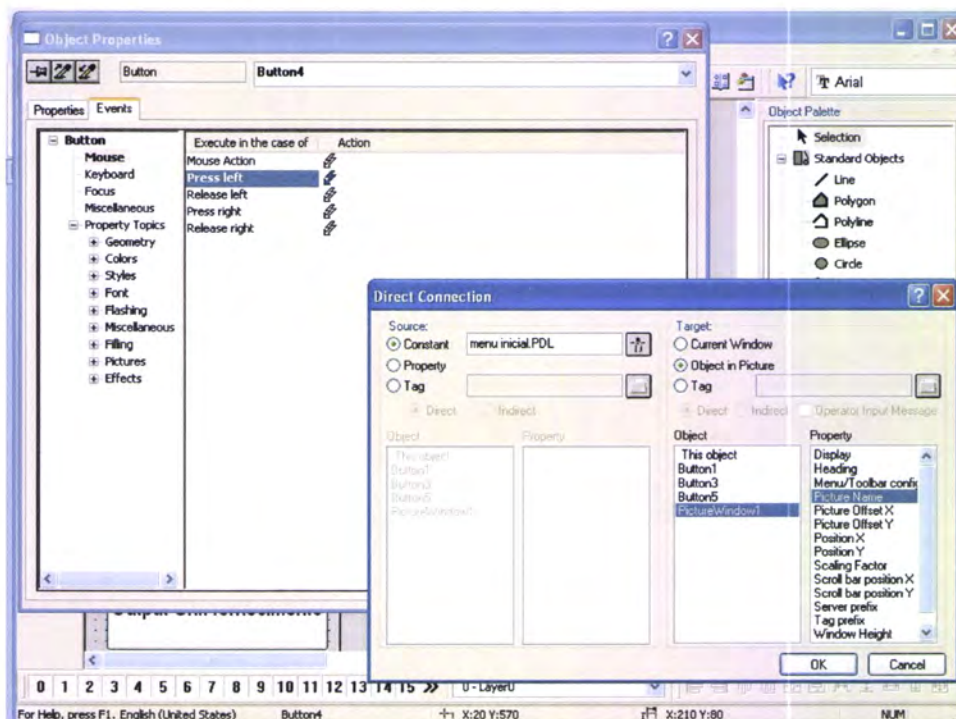 Object Properties
Button
Button4
Arial
Properties Events
Object Palette
Button
Mouse
Keyboard
Focus
Miscellaneous
Property Topics
Geometry
Colors
Styles
Font
Flashing
Miscellaneous
Filling
Pictures
Effects
Execute in the case of Action
Mouse Action
Press left
Release left
Press right
Release right
Selection
Standard Objects
Line
Polygon
Polyline
Ellipse
Circle
Direct Connection
Source:
Constant menu inicial.PDL
Property
Tag
Direct Indirect
Object Property
This object
Button1
Button3
Button5
PictureWindow1
Target:
Current Window
Object in Picture
Tag
Direct Indirect Operator Input Message
Object
This object
Button1
Button3
Button5
PictureWindow1
Property
Display
Heading
Menu/Toolbar config
Picture Name
Picture Offset X
Picture Offset Y
Position X
Position Y
Scaling Factor
Scroll bar position X
Scroll bar position Y
Server prefix
Tag prefix
Window Height
OK Cancel
0 1 2 3 4 5 6 7 8 9 10 11 12 13 14 15 0 - Layer0
For Help, press F1. English (United States) Button4 X:20 Y:570 X:210 Y:80 NUM